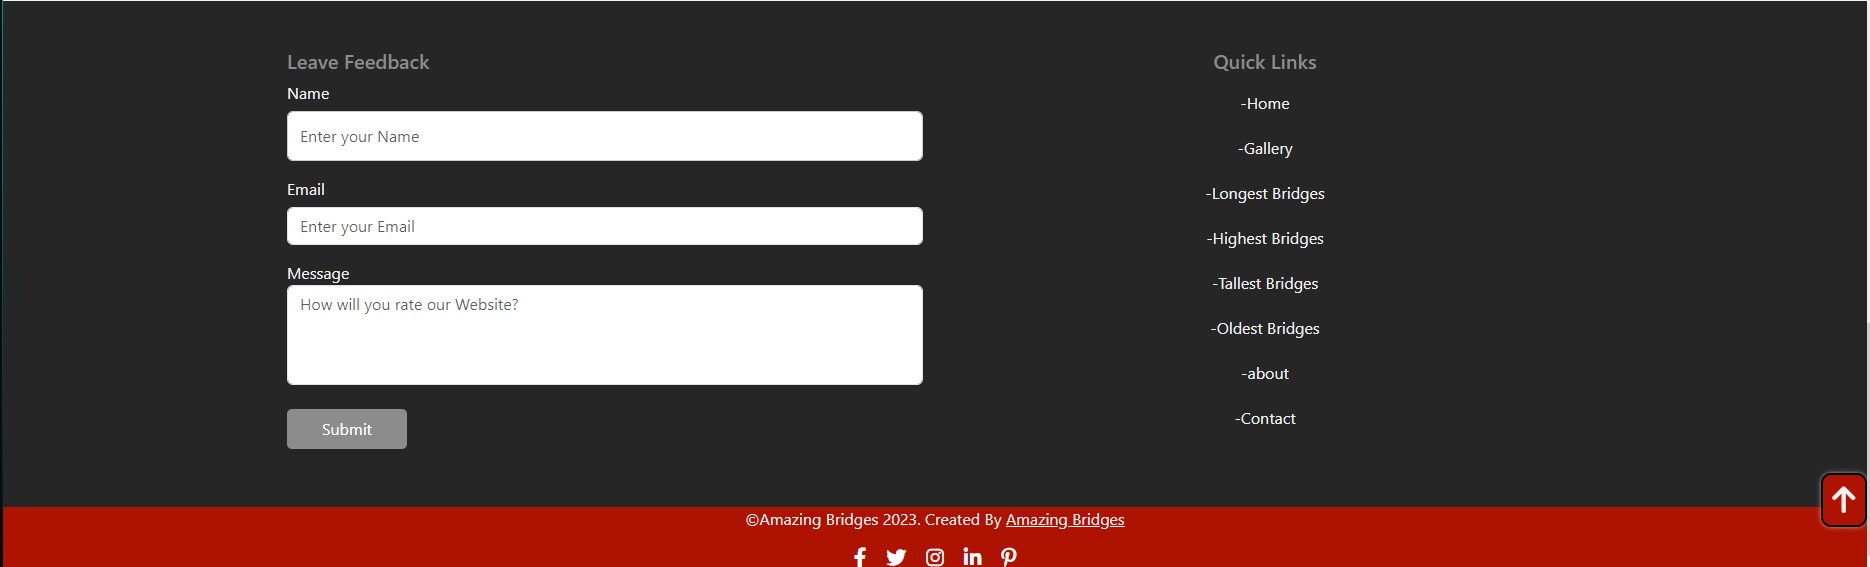 Leave Feedback
Name
Enter your Name
Email
Enter your Email
Message
How will you rate our Website?
Submit
Quick Links
-Home
-Gallery
-Longest Bridges
-Highest Bridges
-Tallest Bridges
-Oldest Bridges
-about
-Contact
©Amazing Bridges 2023. Created By Amazing Bridges